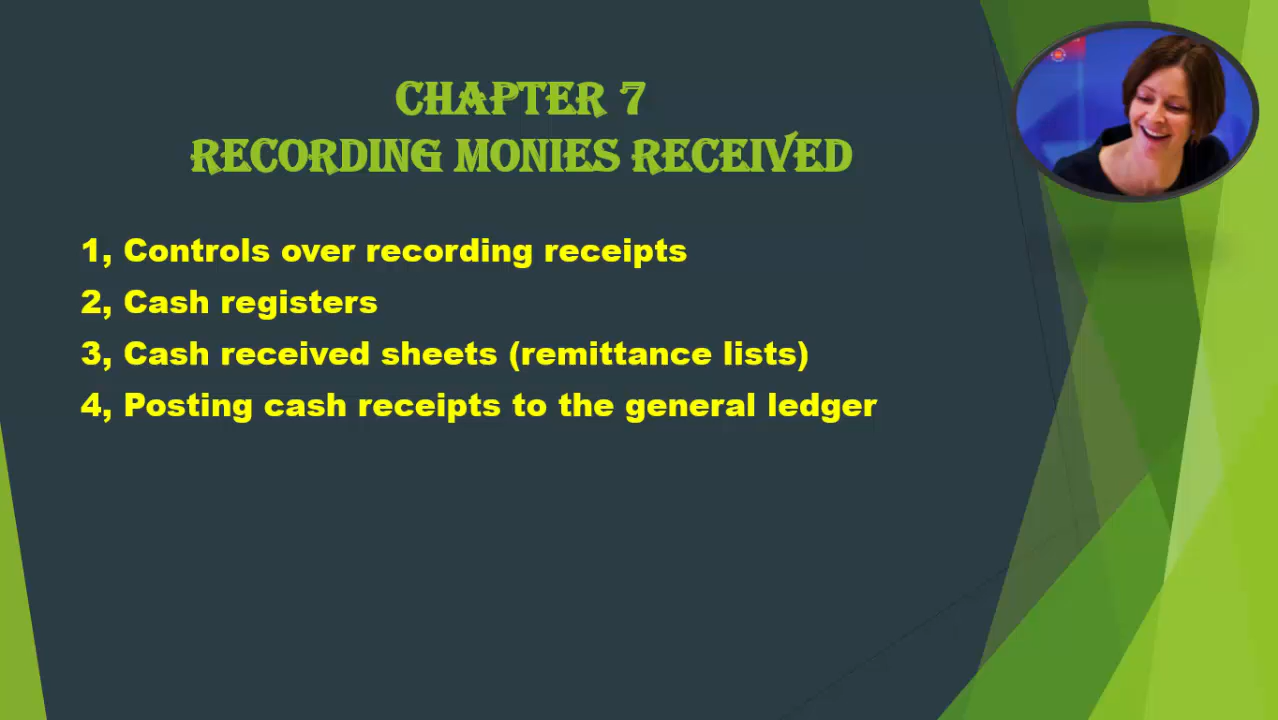 CHAPTER 7
RECORDING MONIES RECEIVED
1, Controls over recording receipts
2, Cash registers
3, Cash received sheets (remittance lists)
4, Posting cash receipts to the general ledger